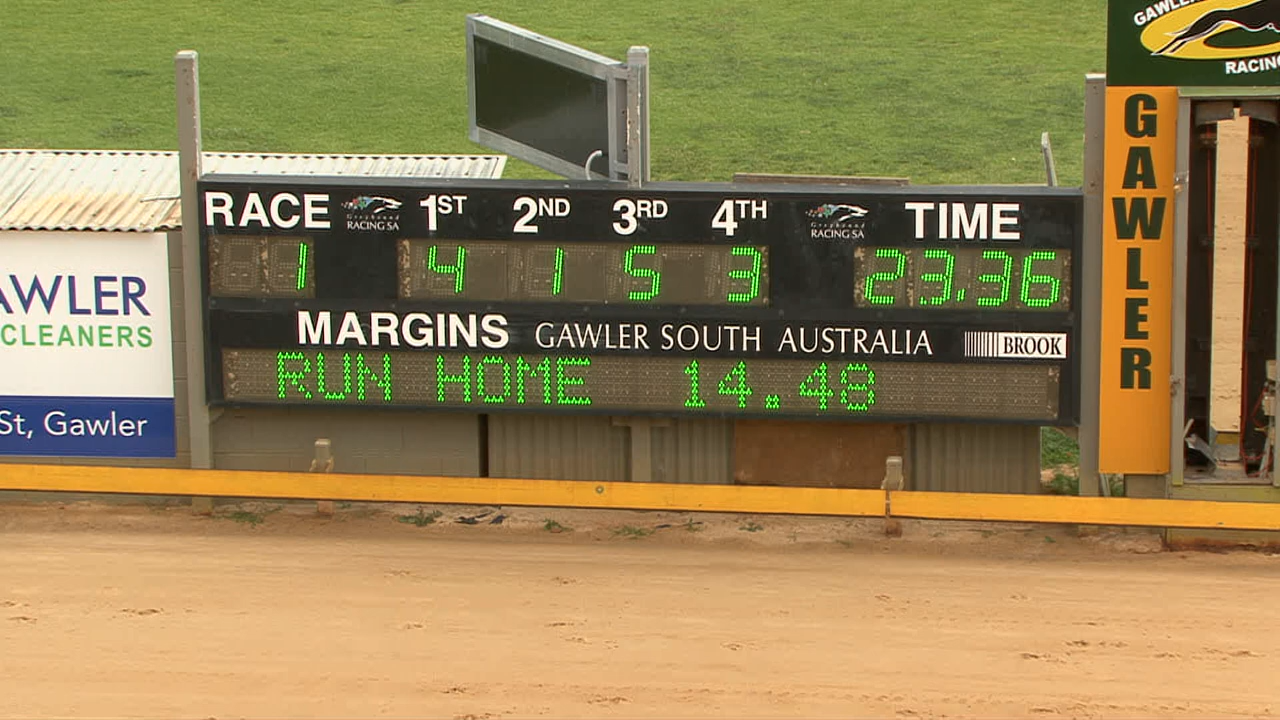 GAWLER
RACING
GAWLER
RACE
Greyhound
RACING SA
1ST 2ND 3RD 4TH
Greyhound
RACING SA
TIME
1 4 1 5 3 23.36
MARGINS GAWLER SOUTH AUSTRALIA BROOK
RUN HOME 14.48
AWLER
CLEANERS
St, Gawler